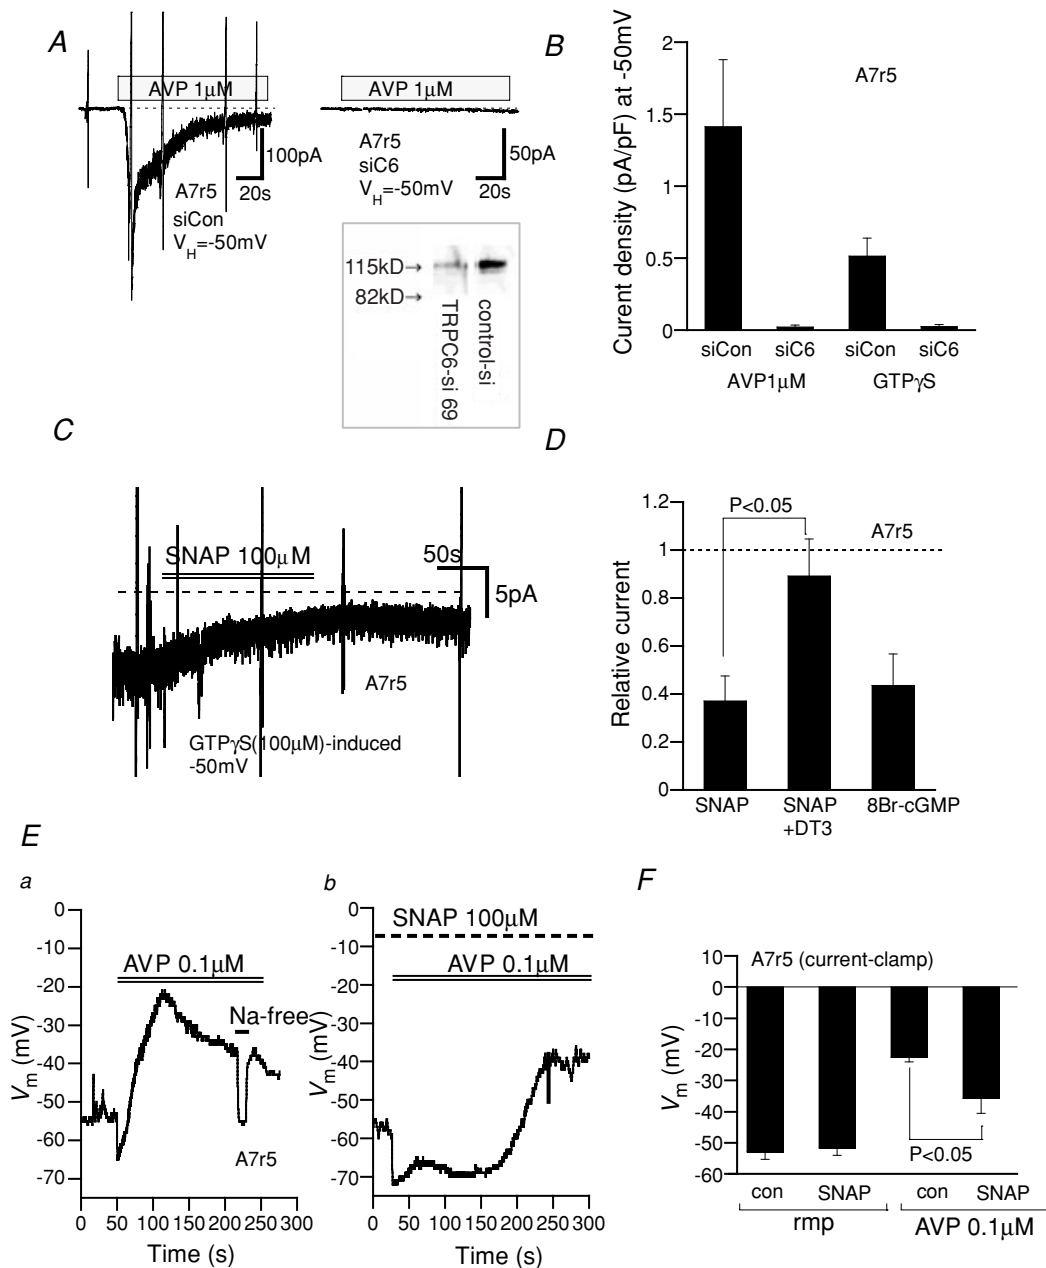 A
AVP 1μM
100pA
20s
A7r5
siCon
VH=-50mV
AVP 1μM
A7r5
siC6
VH=-50mV
50pA
20s
115kD→
82kD→
TRPC6-si 69
control-si
B
Curent density (pA/pF) at -50mV
2
1.5
1
0.5
0
A7r5
siCon
siC6
siCon
siC6
AVP1μM
GTPγS
C
SNAP 100μM
50s
5pA
A7r5
GTPγS(100μM)-induced
-50mV
D
Relative current
1.2
1
0.8
0.6
0.4
0.2
0
P<0.05
A7r5
SNAP
SNAP
+DT3
8Br-cGMP
E
a
Vm (mV)
0
-10
-20
-30
-40
-50
-60
-70
AVP 0.1μM
Na-free
A7r5
0 50 100 150 200 250 300
Time (s)
b
Vm (mV)
0
-10
-20
-30
-40
-50
-60
-70
SNAP 100μM
AVP 0.1μM
0 50 100 150 200 250 300
Time (s)
F
Vm (mV)
10
0
-10
-20
-30
-40
-50
-60
A7r5 (current-clamp)
P<0.05
con
SNAP
con
SNAP
rmp
AVP 0.1μM